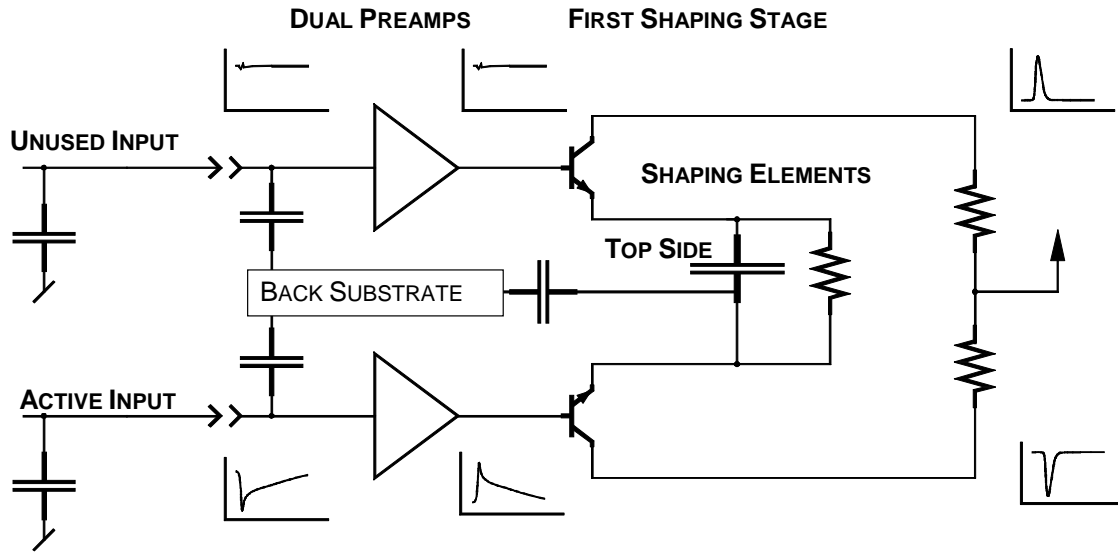 DUAL PREAMPS
FIRST SHAPING STAGE
UNUSED INPUT
SHAPING ELEMENTS
TOP SIDE
BACK SUBSTRATE
ACTIVE INPUT